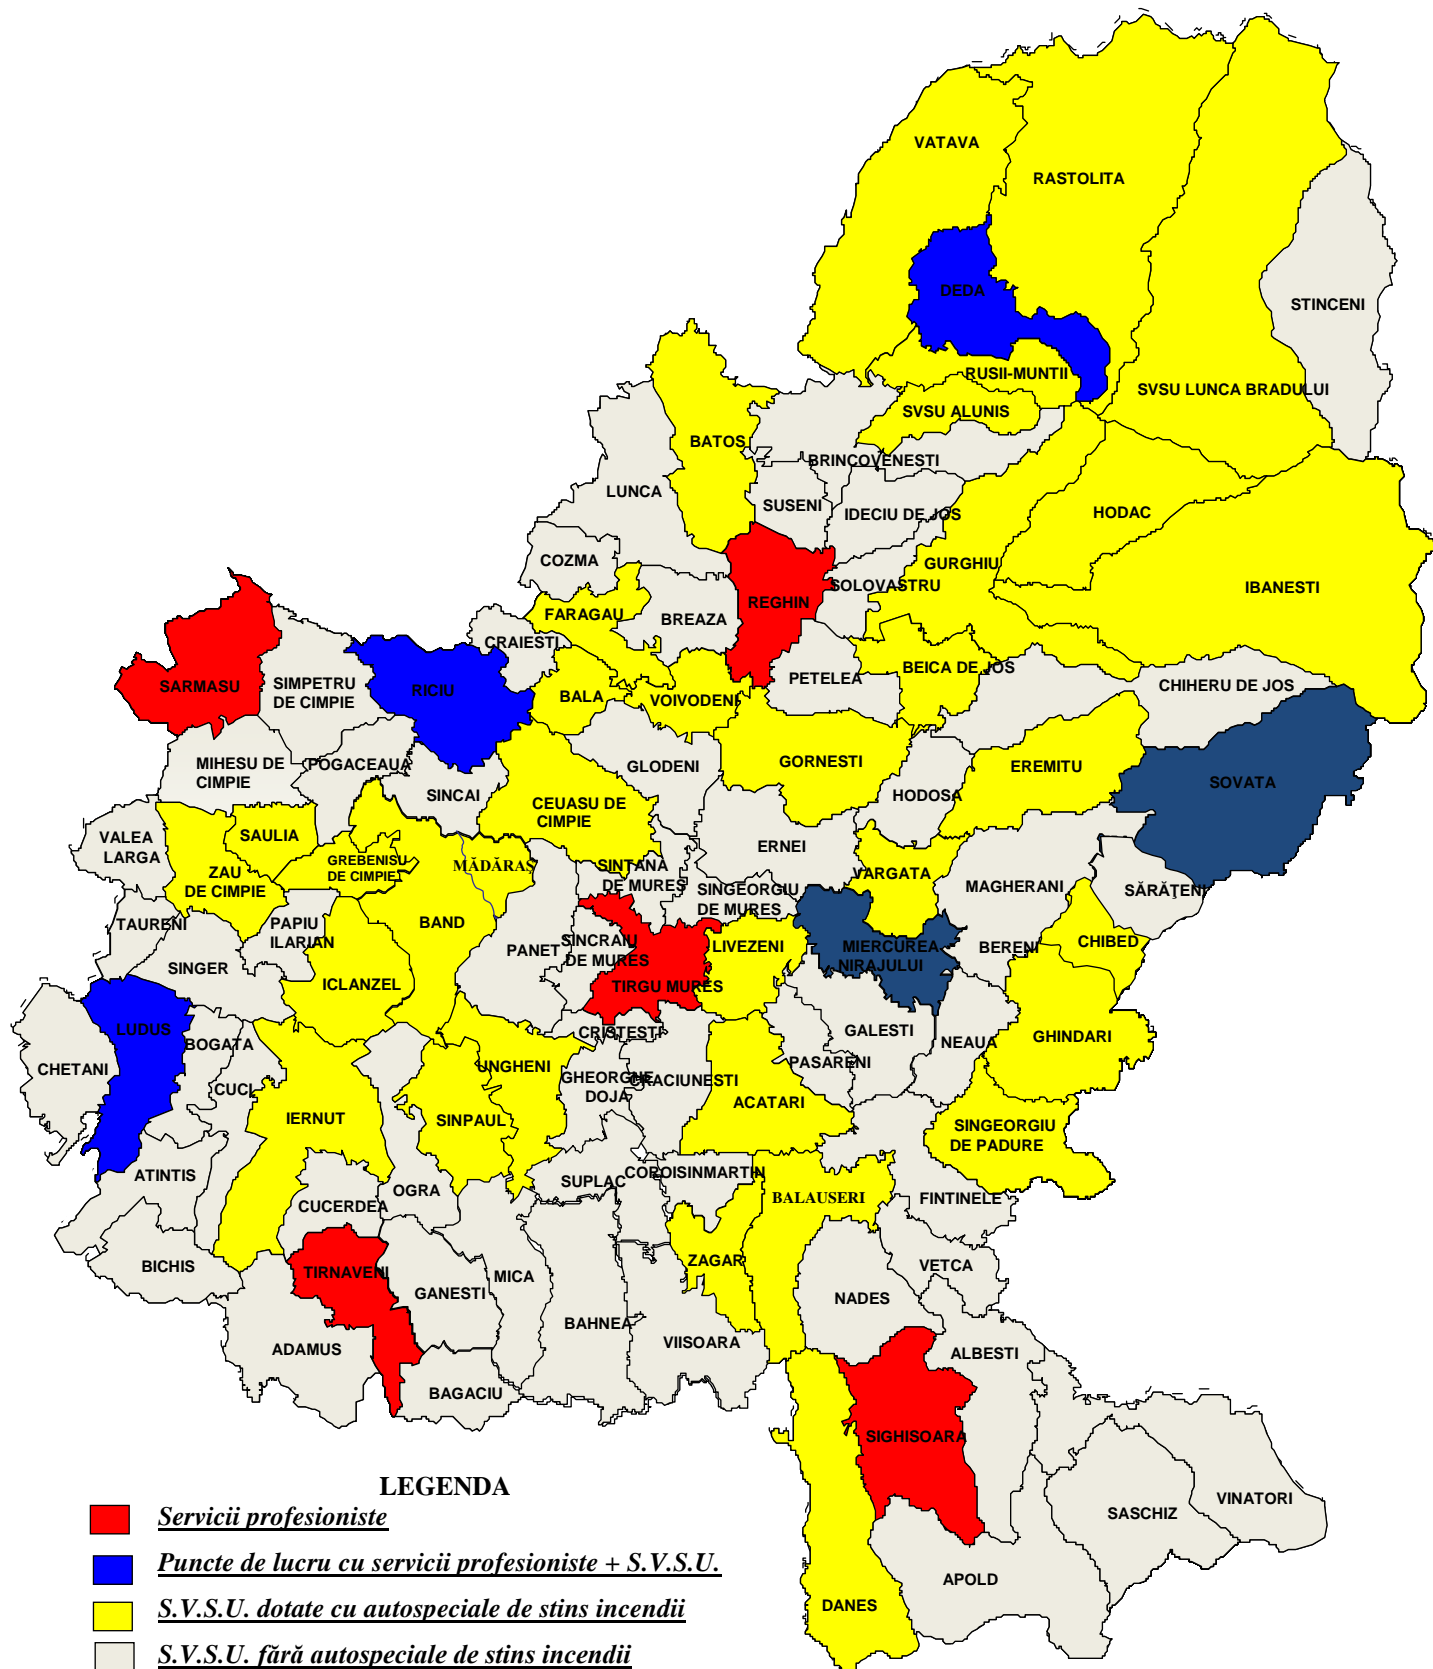 VATAVA
RASTOLITA
DEDA
STINCENI
RUSII-MUNTII
SVSU LUNCA BRADULUI
SVSU ALUNIS
BATOS
BRINCOVENESTI
LUNCA
SUSENI
IDECIU DE JOS
HODAC
COZMA
GURGHIU
SOLOVASTRU
IBANESTI
REGHIN
FARAGAU
BREAZA
CRAIESTI
BEICA DE JOS
PETELEA
CHIHERU DE JOS
SARMASU
SIMPETRU
DE CIMPIE
RICIU
BALA
VOIVODENI
MIHESU DE
CIMPIE
POGACEAUA
GLODENI
GORNESTI
EREMITU
SOVATA
SINCAI
HODOSA
CEUASU DE
CIMPIE
VALEA
LARGA
SAULIA
ERNEI
GREBENISU
DE CIMPIE
MĂDĂRAŞ
ZAU
DE CIMPIE
SINTANA
DE MURES
VARGATA
SINGEORGIU
DE MURES
MAGHERANI
SĂRĂŢENI
TAURENI
PAPIU
ILARIAN
BAND
PANET
SINCRAIU
DE MURES
LIVEZENI
MIERCUREA
NIRAJULUI
BERENI
CHIBED
SINGER
ICLANZEL
TIRGU MURES
LUDUS
BOGATA
CRISTESTI
GALESTI
NEAUA
GHINDARI
CHETANI
CUCI
UNGHENI
GHEORGHE
DOJA
CRACIUNESTI
PASARENI
IERNUT
SINPAUL
ACATARI
SINGEORGIU
DE PADURE
ATINTIS
CUCERDEA
OGRA
SUPLAC
COROISINMARTIN
BALAUSERI
FINTINELE
BICHIS
TIRNAVENI
GANESTI
MICA
ZAGAR
VETCA
NADES
ADAMUS
BAHNEA
VIISOARA
ALBESTI
BAGACIU
SIGHISOARA
SASCHIZ
VINATORI
APOLD
DANES
LEGENDA
Servicii profesioniste
Puncte de lucru cu servicii profesioniste + S.V.S.U.
S.V.S.U. dotate cu autospeciale de stins incendii
S.V.S.U. fără autospeciale de stins incendii